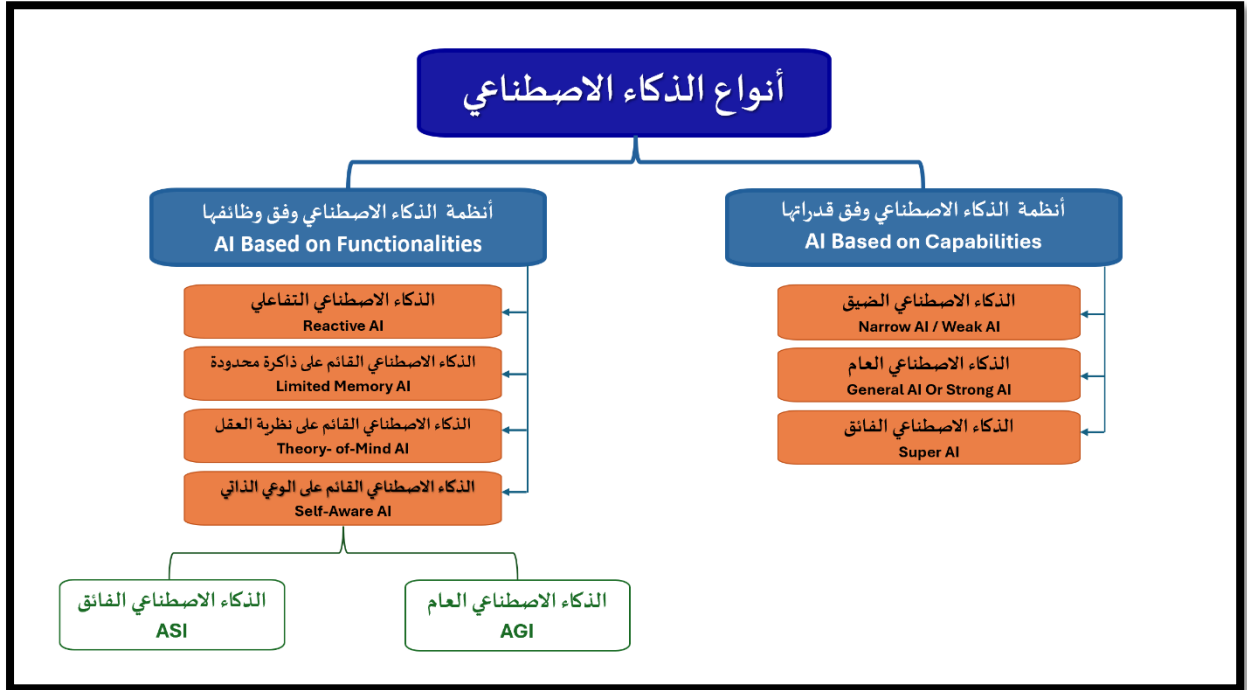 أنواع الذكاء الاصطناعي
أنظمة الذكاء الاصطناعي وفق قدراتها
AI Based on Capabilities
الذكاء الاصطناعي الضيق
Narrow AI / Weak AI
الذكاء الاصطناعي العام
General AI Or Strong AI
الذكاء الاصطناعي الفائق
Super AI
أنظمة الذكاء الاصطناعي وفق وظائفها
AI Based on Functionalities
الذكاء الاصطناعي التفاعلي
Reactive AI
الذكاء الاصطناعي القائم على ذاكرة محدودة
Limited Memory AI
الذكاء الاصطناعي القائم على نظرية العقل
Theory- of-Mind AI
الذكاء الاصطناعي القائم على الوعي الذاتي
Self-Aware AI
الذكاء الاصطناعي العام
AGI
الذكاء الاصطناعي الفائق
ASI